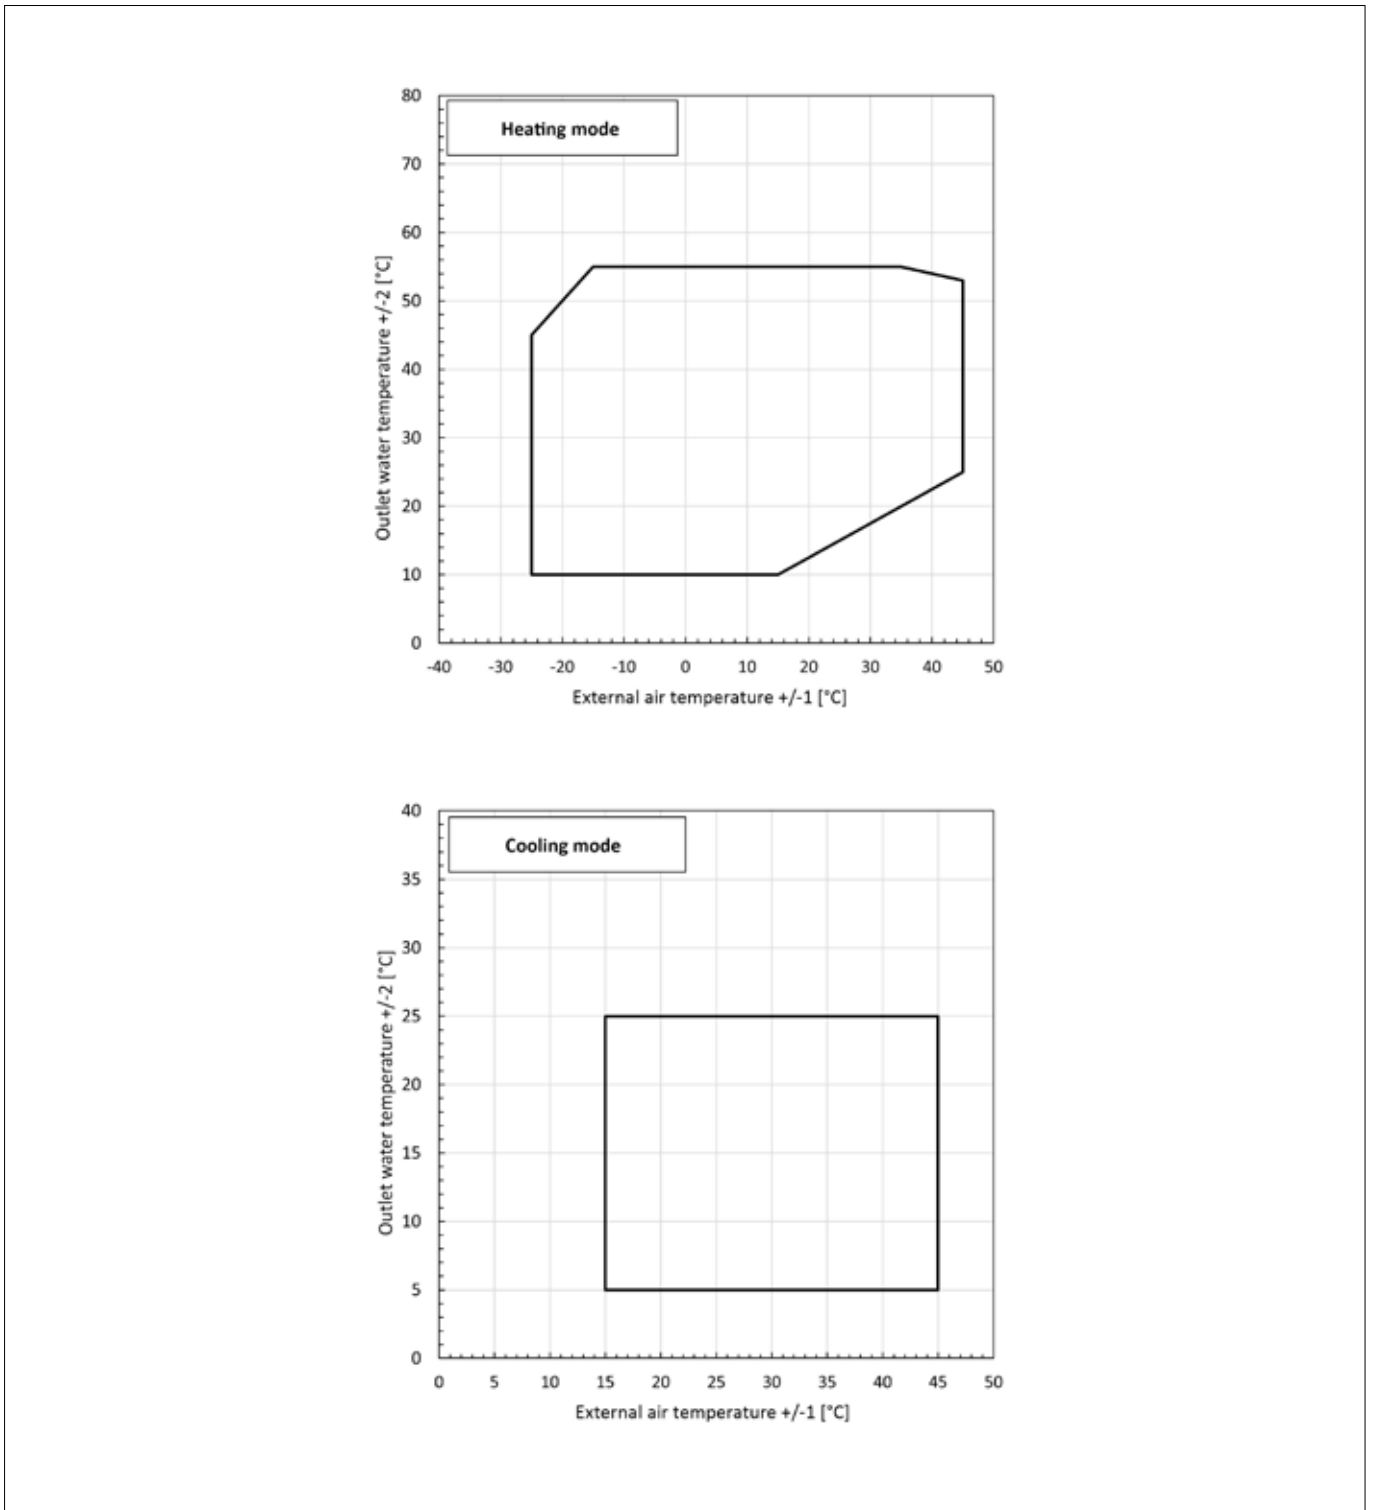 Heating mode
80
70
60
50
40
30
20
10
0
Outlet water temperature +/-2 [°C]
-40 -30 -20 -10 0 10 20 30 40 50
External air temperature +/-1 [°C]
Cooling mode
40
35
30
25
20
15
10
5
0
Outlet water temperature +/-2 [°C]
0 5 10 15 20 25 30 35 40 45 50
External air temperature +/-1 [°C]